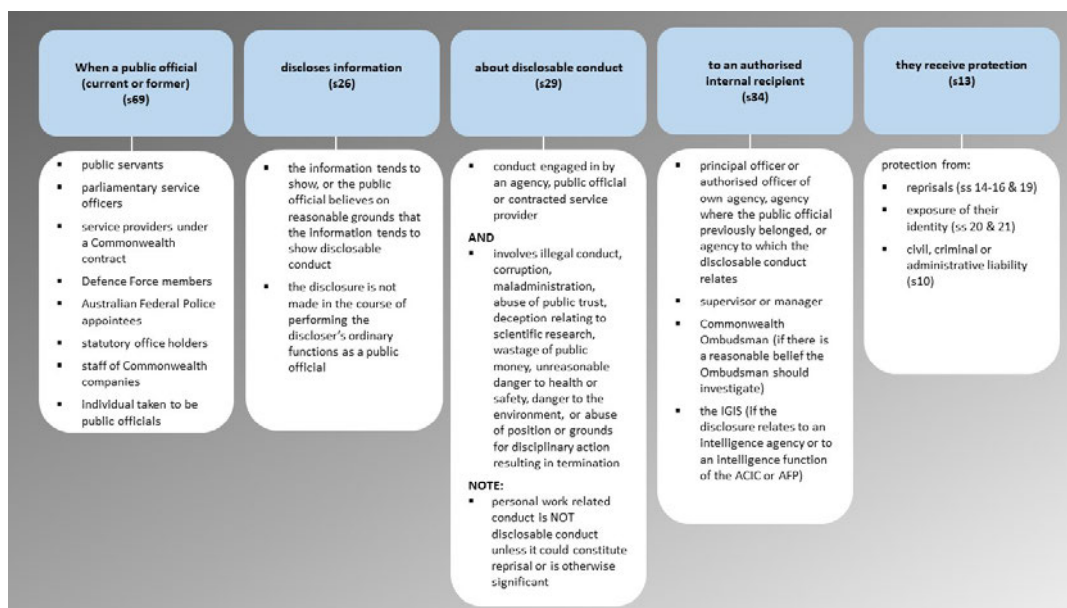 When a public official
(current or former)
(s69)
▪ public servants
▪ parliamentary service
officers
▪ service providers under
a Commonwealth
contract
▪ Defence Force members
▪ Australian Federal Police
appointees
▪ statutory office holders
▪ staff of Commonwealth
companies
▪ individual taken to be
public officials
discloses information
(s26)
▪ the information tends to
show, or the public
official believes on
reasonable grounds that
the information tends to
show disclosable
conduct
▪ the disclosure is not
made in the course of
performing the
discloser's ordinary
functions as a public
official
about disclosable conduct
(s29)
▪ conduct engaged in by
an agency, public official
or contracted service
provider
AND
▪ involves illegal conduct,
corruption,
maladministration,
abuse of public trust,
deception relating to
scientific research,
wastage of public
money, unreasonable
danger to health or
safety, danger to the
environment, or abuse
of position or grounds
for disciplinary action
resulting in termination
NOTE:
▪ personal work related
conduct is NOT
disclosable conduct
unless it could constitute
reprisal or is otherwise
significant
to an authorised
internal recipient
(s34)
▪ principal officer or
authorised officer of
own agency, agency
where the public official
previously belonged, or
agency to which the
disclosable conduct
relates
▪ supervisor or manager
▪ Commonwealth
Ombudsman (if there is
a reasonable belief the
Ombudsman should
investigate)
▪ the IGIS (if the
disclosure relates to an
intelligence agency or to
an intelligence function
of the ACIC or AFP)
they receive protection
(s13)
protection from:
▪ reprisals (ss 14-16 & 19)
▪ exposure of their
identity (ss 20 & 21)
▪ civil, criminal or
administrative liability
(s10)